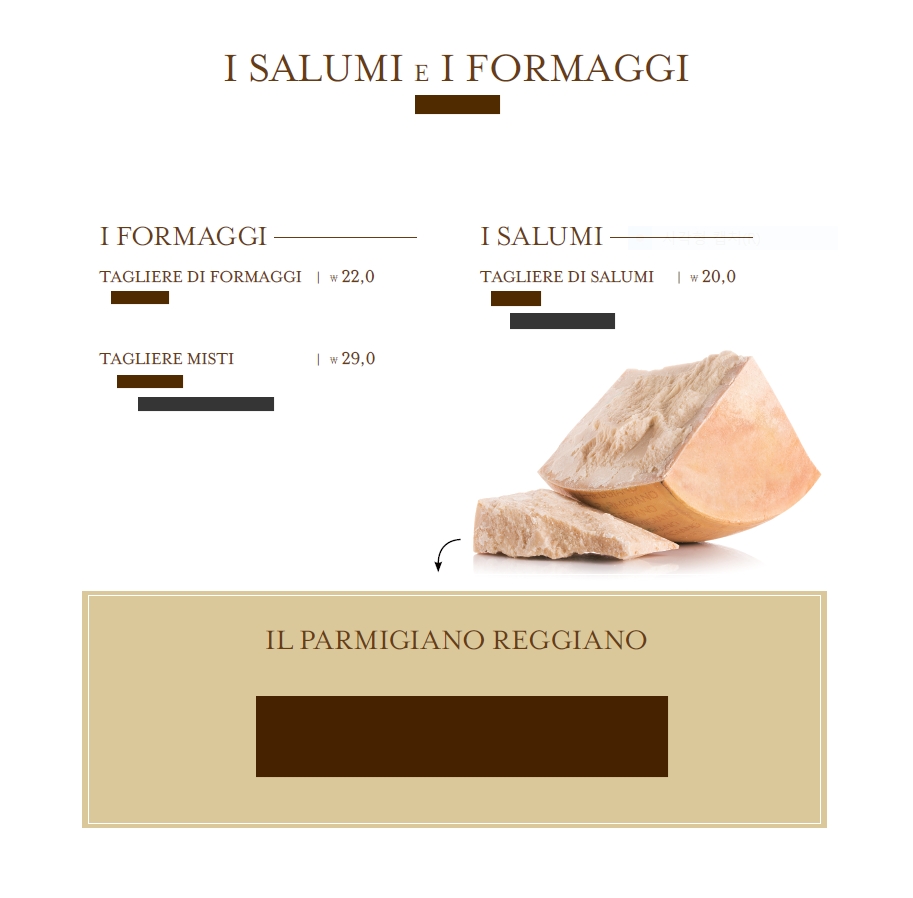 I SALUMI E I FORMAGGI
I FORMAGGI
TAGLIERE DI FORMAGGI | ₩ 22,0
TAGLIERE MISTI | ₩ 29,0
I SALUMI
TAGLIERE DI SALUMI | ₩ 20,0
IL PARMIGIANO REGGIANO